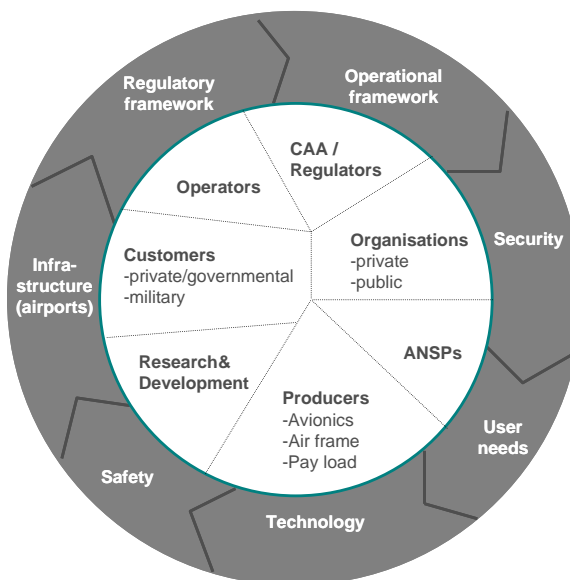 Regulatory
framework
Operational
framework
CAA /
Regulators
Operators
Organisations
-private
-public
Security
Customers
-private/governmental
-military
Infra-
structure
(airports)
ANSPs
Research&
Development
Producers
-Avionics
-Air frame
-Pay load
User
needs
Safety
Technology